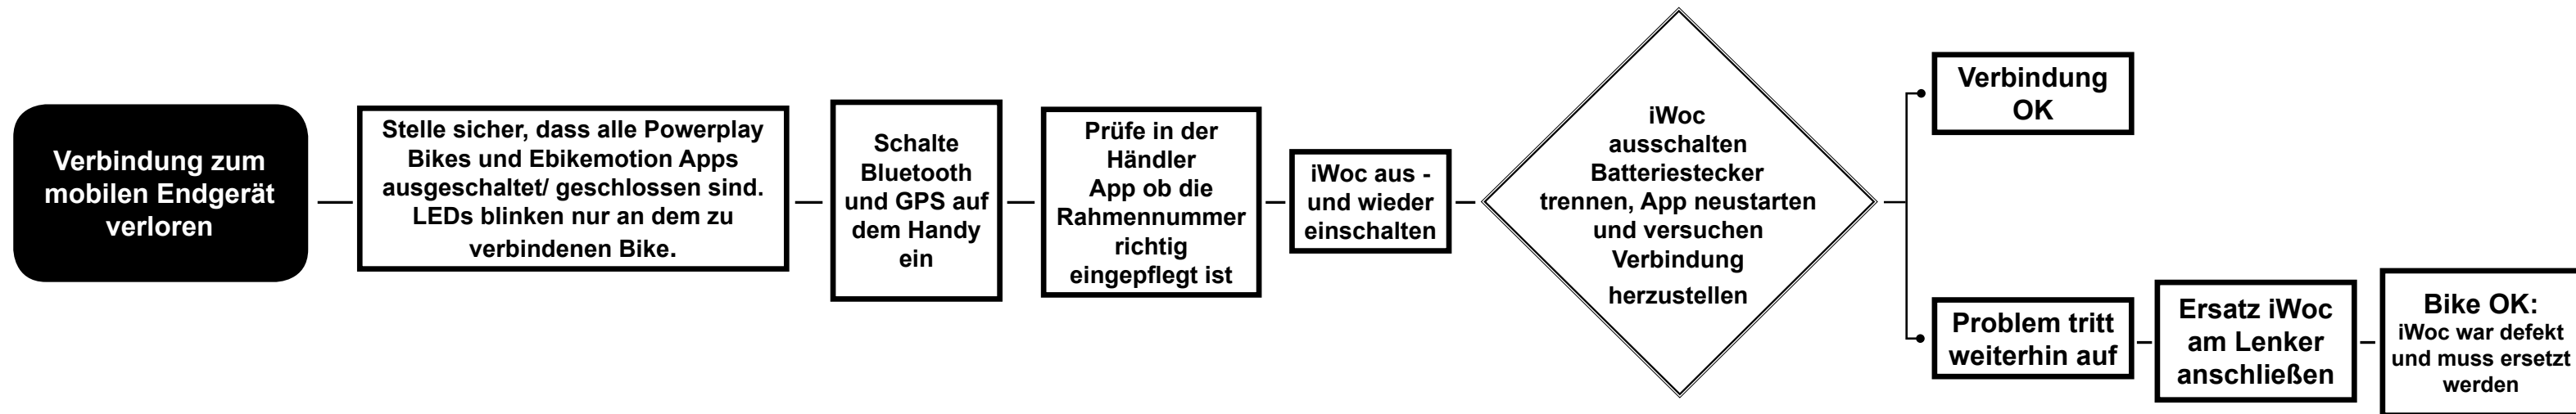 Verbindung zum
mobilen Endgerät
verloren
Stelle sicher, dass alle Powerplay
Bikes und Ebikemotion Apps
ausgeschaltet/ geschlossen sind.
LEDs blinken nur an dem zu
verbindenen Bike.
Schalte
Bluetooth
und GPS auf
dem Handy
ein
Prüfe in der
Händler
App ob die
Rahmennummer
richtig
eingepflegt ist
iWoc aus -
und wieder
einschalten
iWoc
ausschalten
Batteriestecker
trennen, App neustarten
und versuchen
Verbindung
herzustellen
Verbindung
OK
Problem tritt
weiterhin auf
Ersatz iWoc
am Lenker
anschließen
Bike OK:
iWoc war defekt
und muss ersetzt
werden